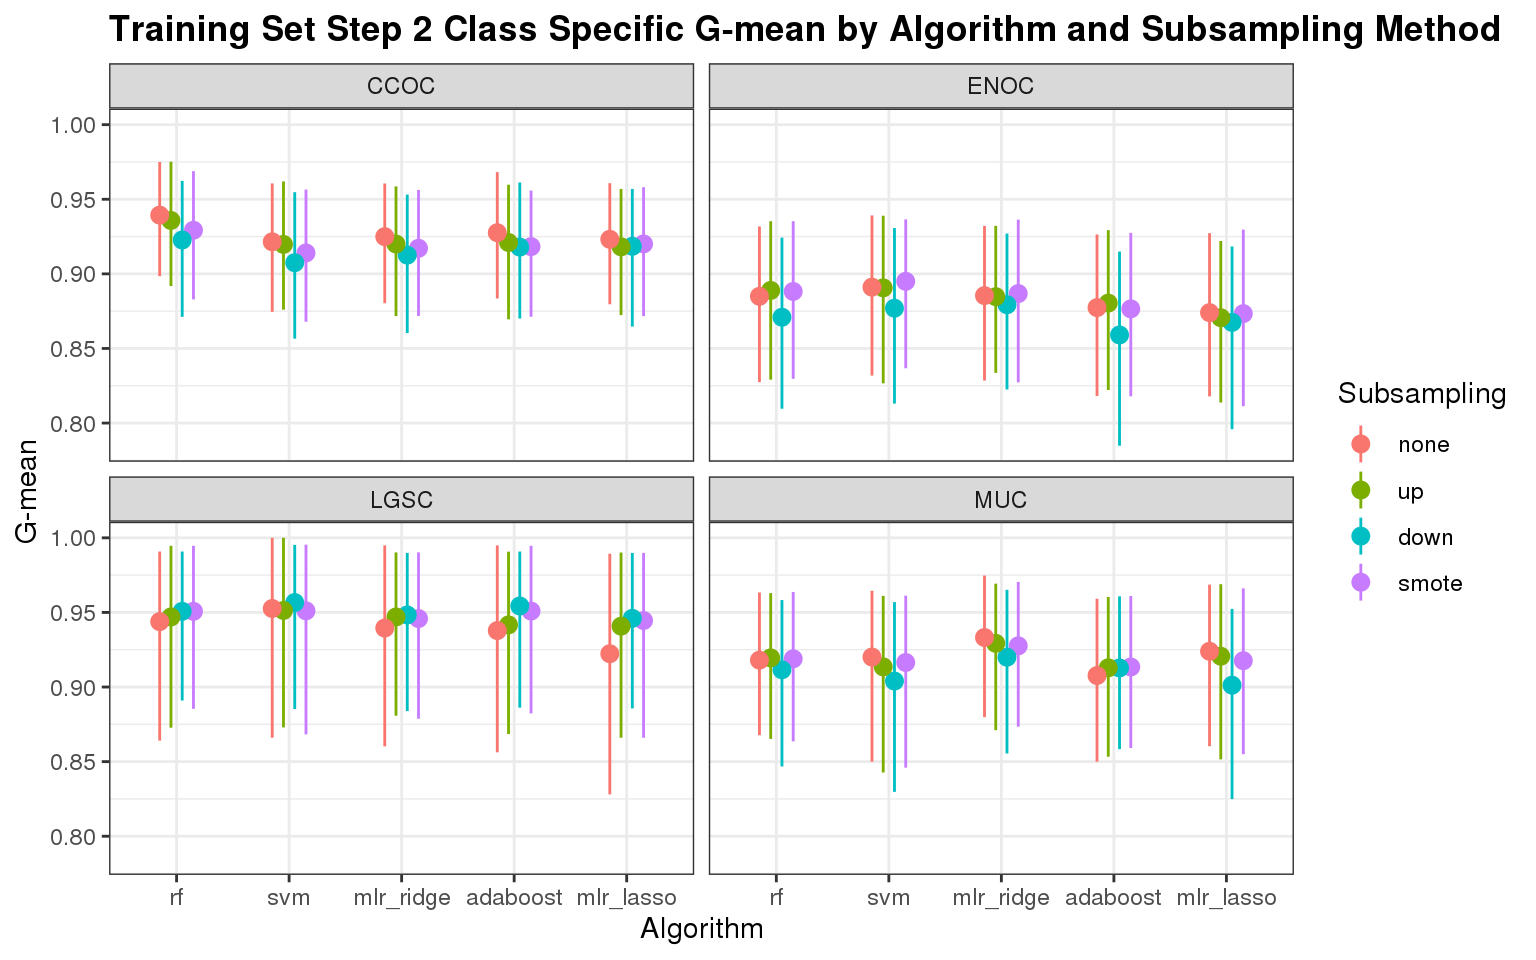 Training Set Step 2 Class Specific G-mean by Algorithm and Subsampling Method
CCOC
ENOC
1.00
0.95
0.90
0.85
0.80
LGSC
MUC
1.00
0.95
0.90
0.85
0.80
G-mean
rf svm mlr_ridge adaboost mlr_lasso
rf svm mlr_ridge adaboost mlr_lasso
Algorithm
Subsampling
none
up
down
smote